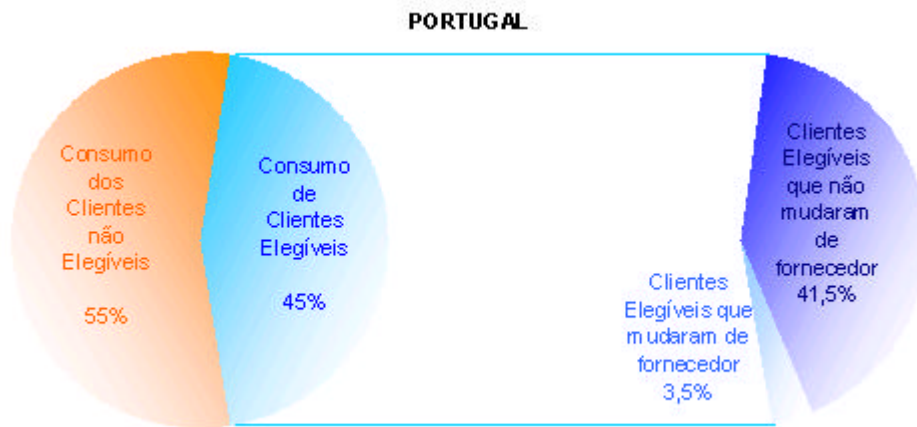 PORTUGAL
Consumo
dos
Clientes
não
Elegíveis
55%
Consumo
de
Clientes
Elegíveis
45%
Clientes
Elegíveis que
mudaram de
fornecedor
3,5%
Clientes
Elegíveis
que não
mudaram
de
fornecedor
41,5%